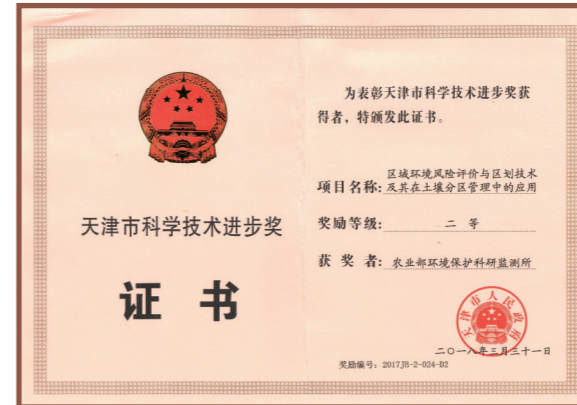 天津市科学技术进步奖
证书
为表彰天津市科学技术进步奖获
得者，特颁发此证书。
项目名称：区域环境风险评价与区划技术
及其在土壤分区管理中的应用
奖励等级：二等
获奖者：农业部环境保护科研监测所
天津市人民政府
二〇一八年三月三十一日
奖励编号：2017JB-2-024-D2